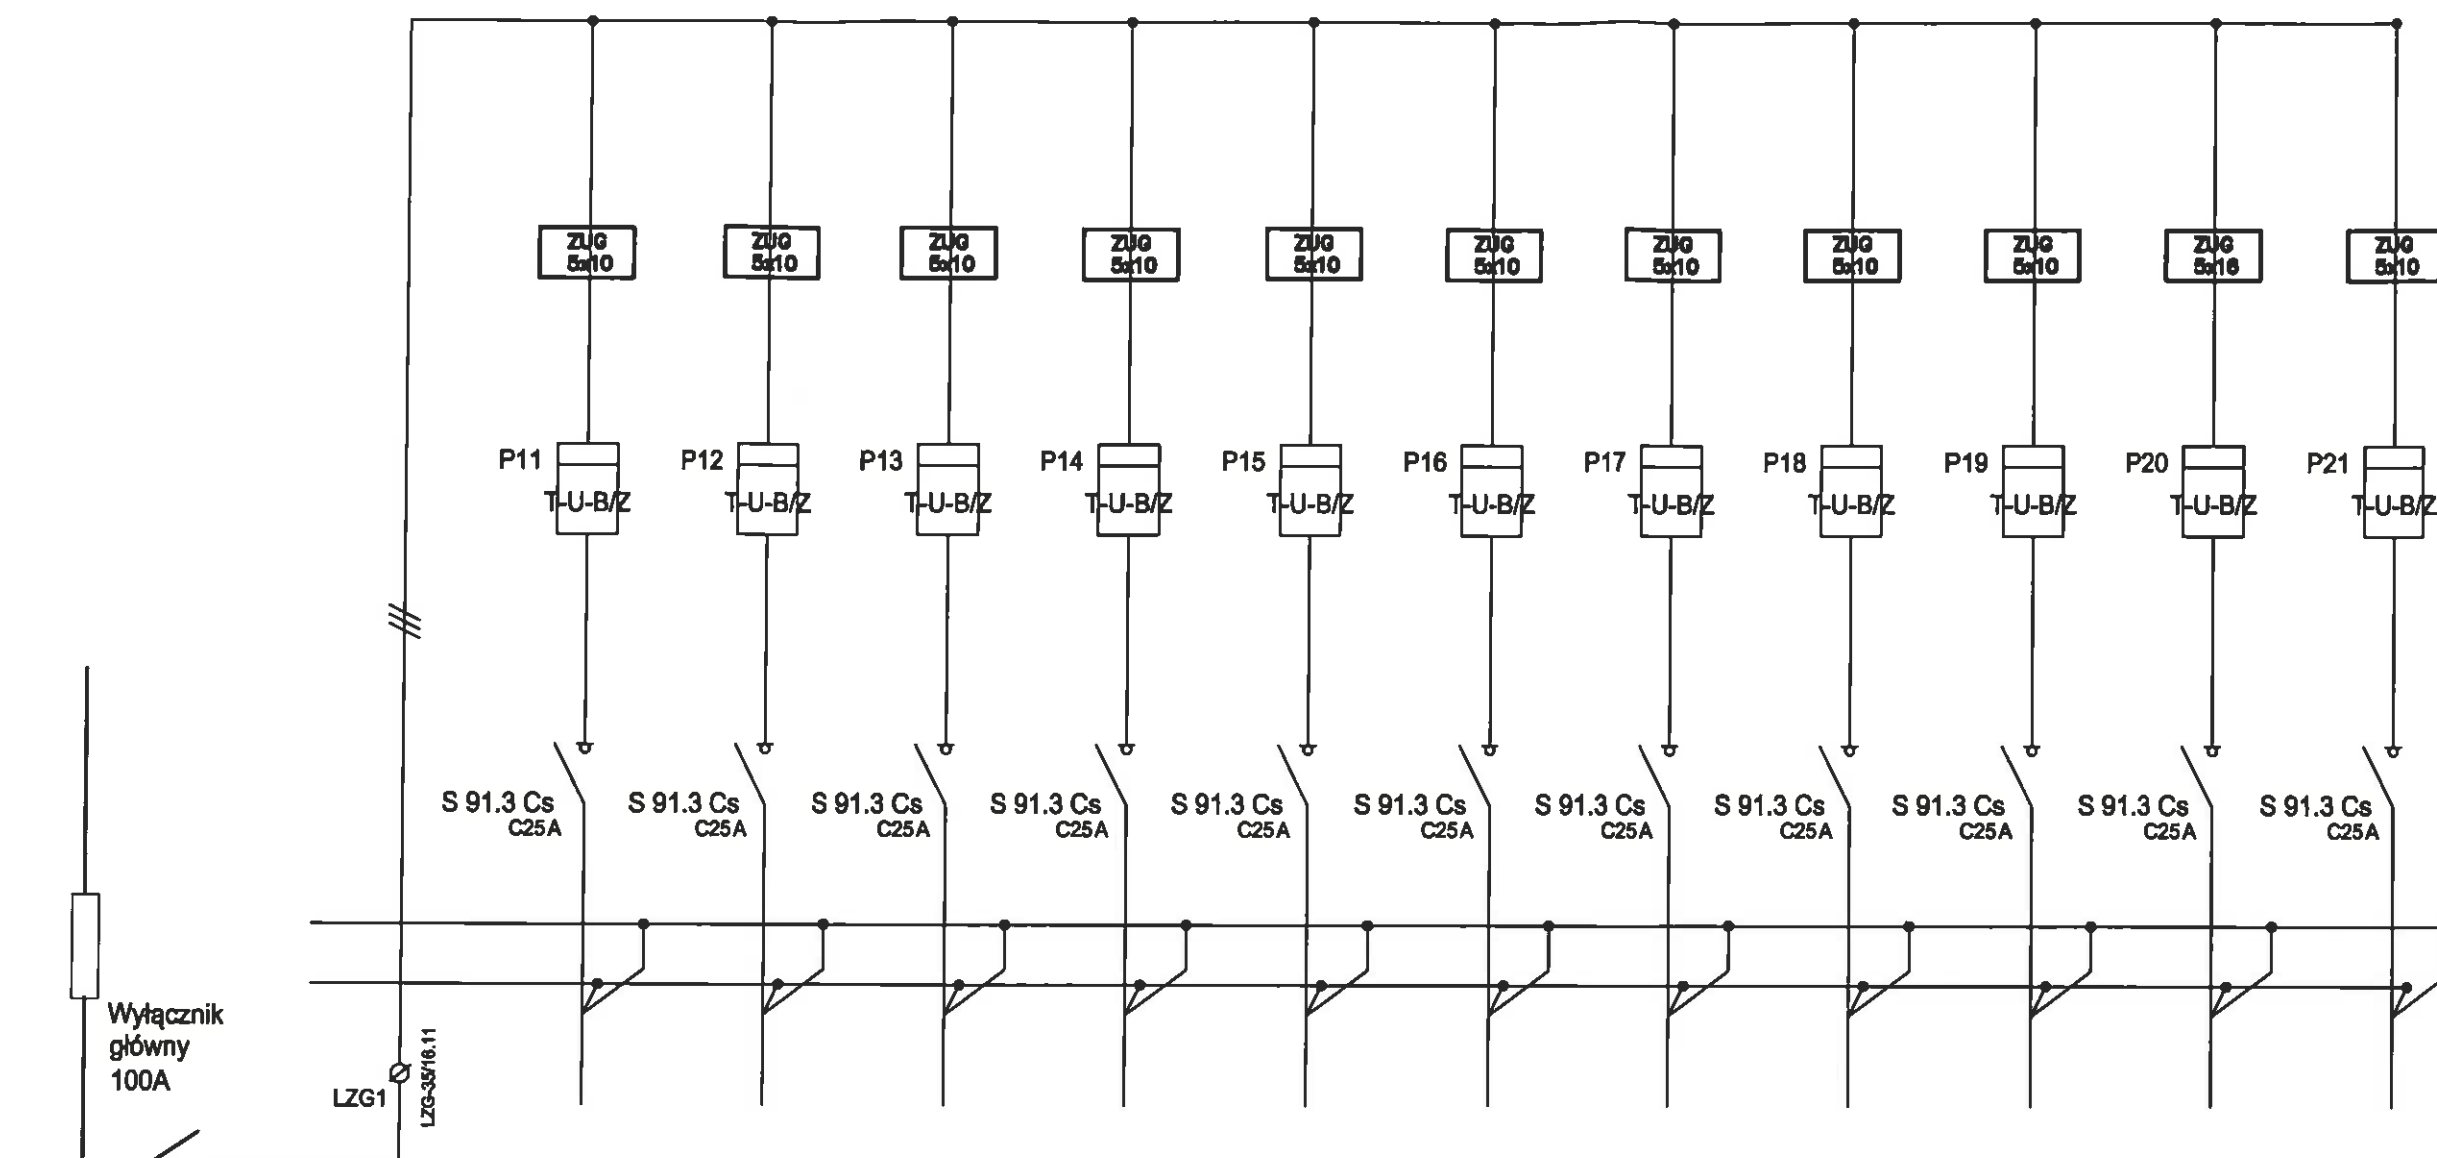 ZUG
5x10
ZUG
5x10
ZUG
5x10
ZUG
5x10
ZUG
5x10
ZUG
5x10
ZUG
5x10
ZUG
5x10
ZUG
5x10
ZUG
5x16
ZUG
5x10
P11
T-U-B/Z
P12
T-U-B/Z
P13
T-U-B/Z
P14
T-U-B/Z
P15
T-U-B/Z
P16
T-U-B/Z
P17
T-U-B/Z
P18
T-U-B/Z
P19
T-U-B/Z
P20
T-U-B/Z
P21
T-U-B/Z
S 91.3 Cs
C25A
S 91.3 Cs
C25A
S 91.3 Cs
C25A
S 91.3 Cs
C25A
S 91.3 Cs
C25A
S 91.3 Cs
C25A
S 91.3 Cs
C25A
S 91.3 Cs
C25A
S 91.3 Cs
C25A
S 91.3 Cs
C25A
S 91.3 Cs
C25A
Wyłącznik
główny
100A
LZG1
LZG-35/16.11